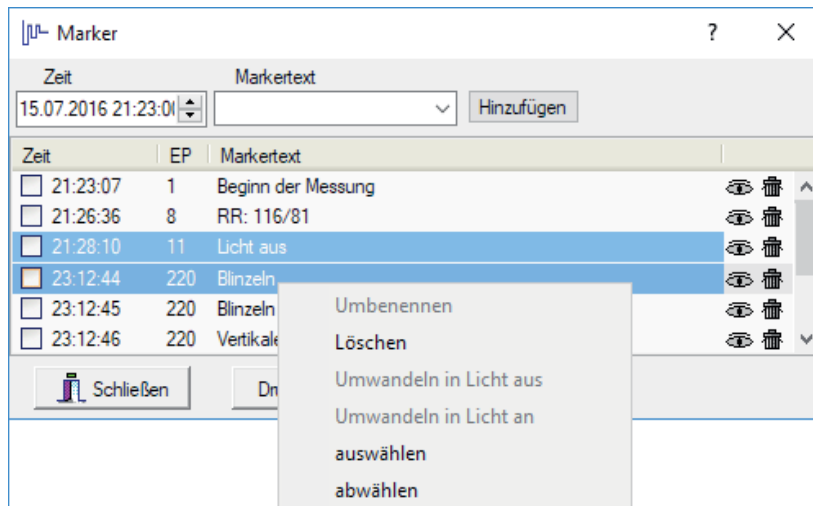 Marker ?
Zeit Markertext
15.07.2016 21:23:0 Hinzufügen
Zeit EP Markertext
21:23:07 1 Beginn der Messung
21:26:36 8 RR: 116/81
21:28:10 11 Licht aus
23:12:44 220 Blinzeln
23:12:45 220 Blinzeln
23:12:46 220 Vertikale
Umbenennen
Löschen
Umwandeln in Licht aus
Umwandeln in Licht an
auswählen
abwählen
Schließen